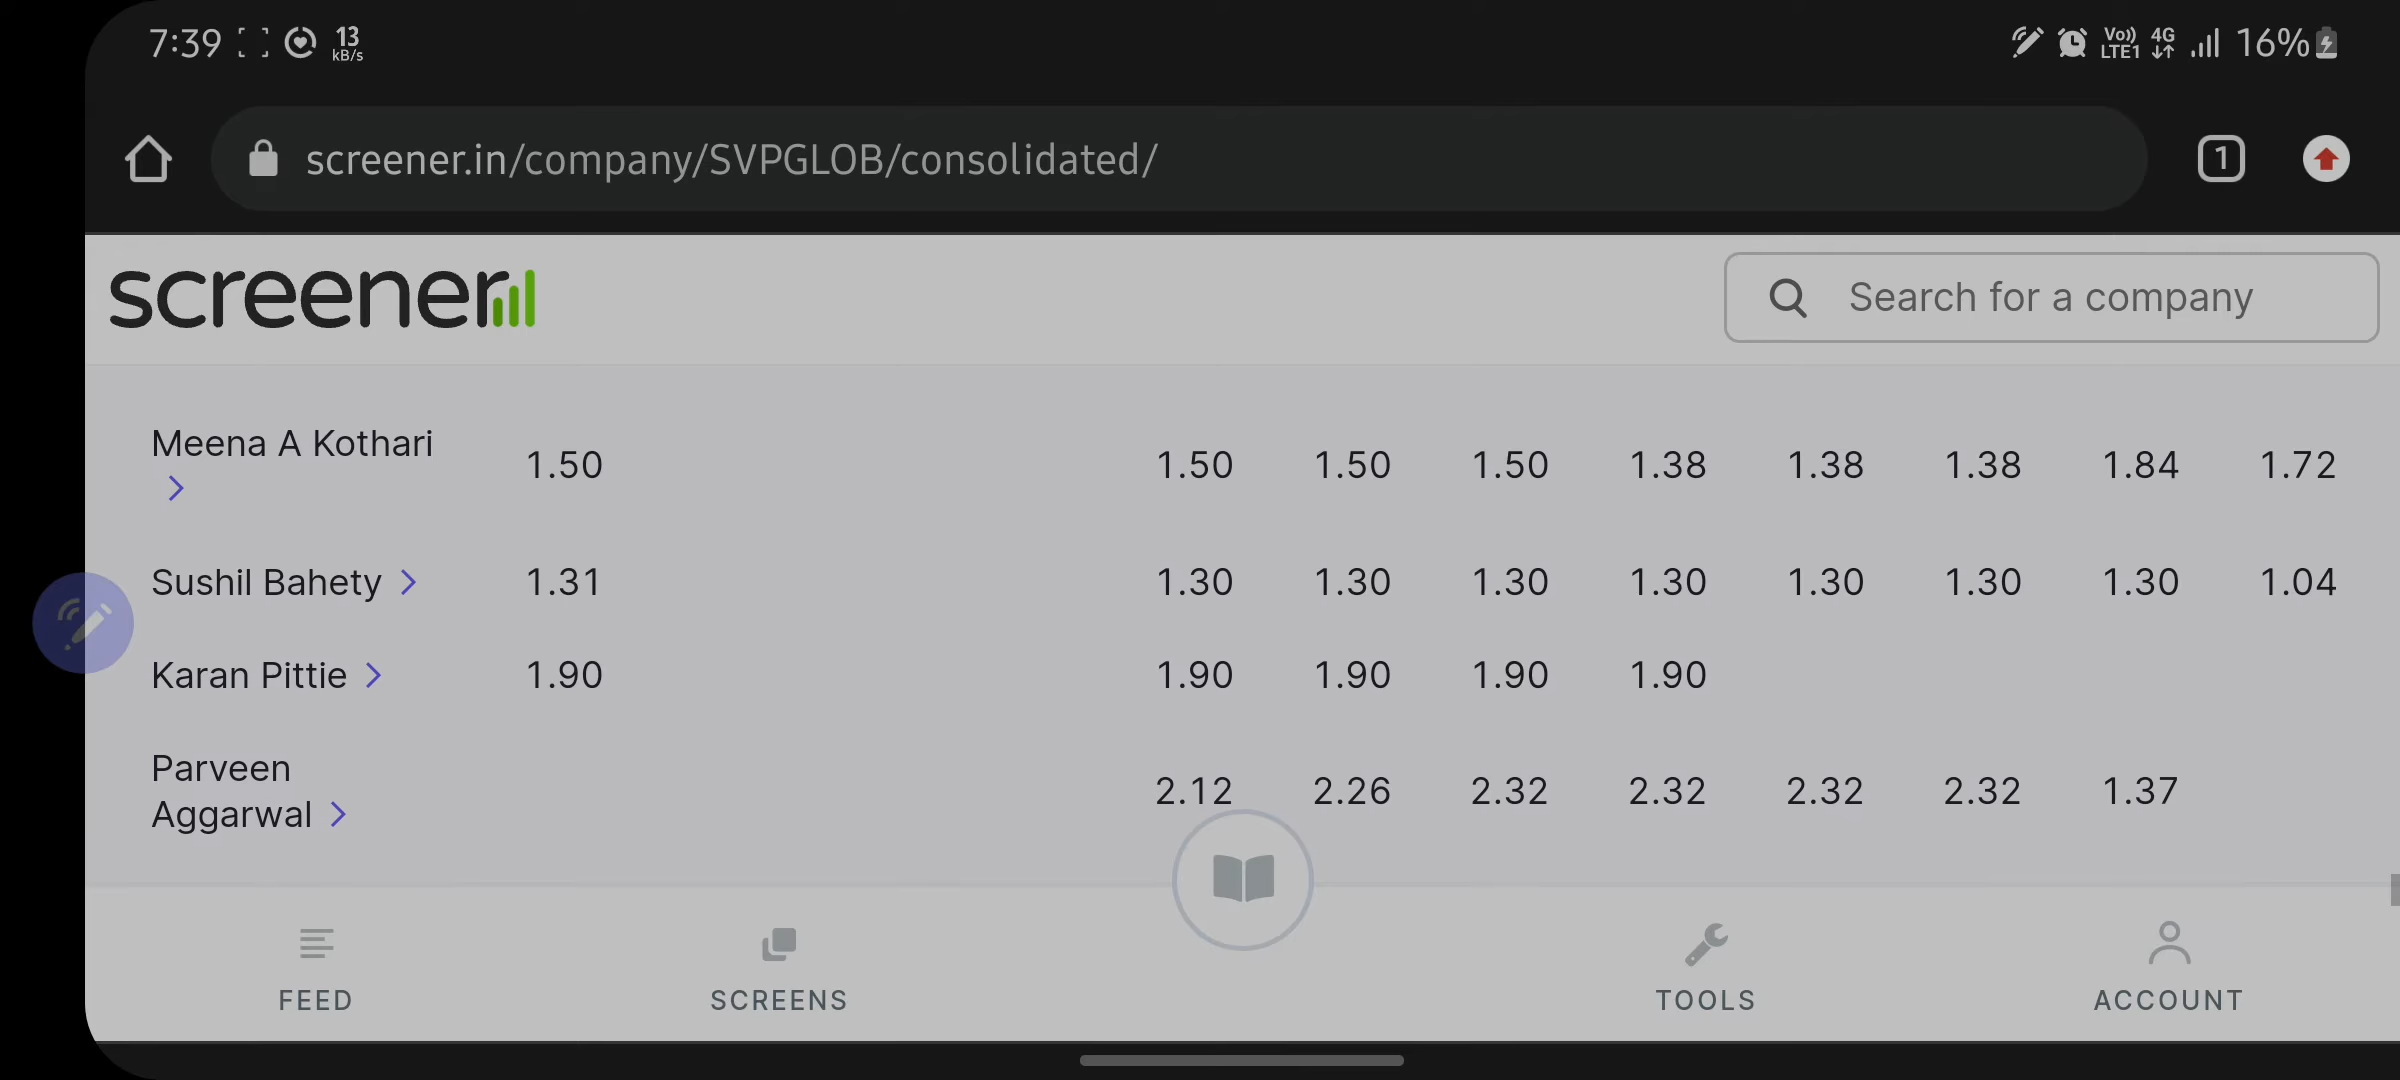 7:39 13 kB/s Vo)) LTE1 4G 16%
screener.in/company/SVPGLOB/consolidated/ 1
screener Search for a company
Meena A Kothari 1.50 1.50 1.50 1.50 1.38 1.38 1.38 1.84 1.72
Sushil Bahety 1.31 1.30 1.30 1.30 1.30 1.30 1.30 1.30 1.04
Karan Pittie 1.90 1.90 1.90 1.90 1.90
Parveen
Aggarwal 2.12 2.26 2.32 2.32 2.32 2.32 1.37
FEED SCREENS TOOLS ACCOUNT